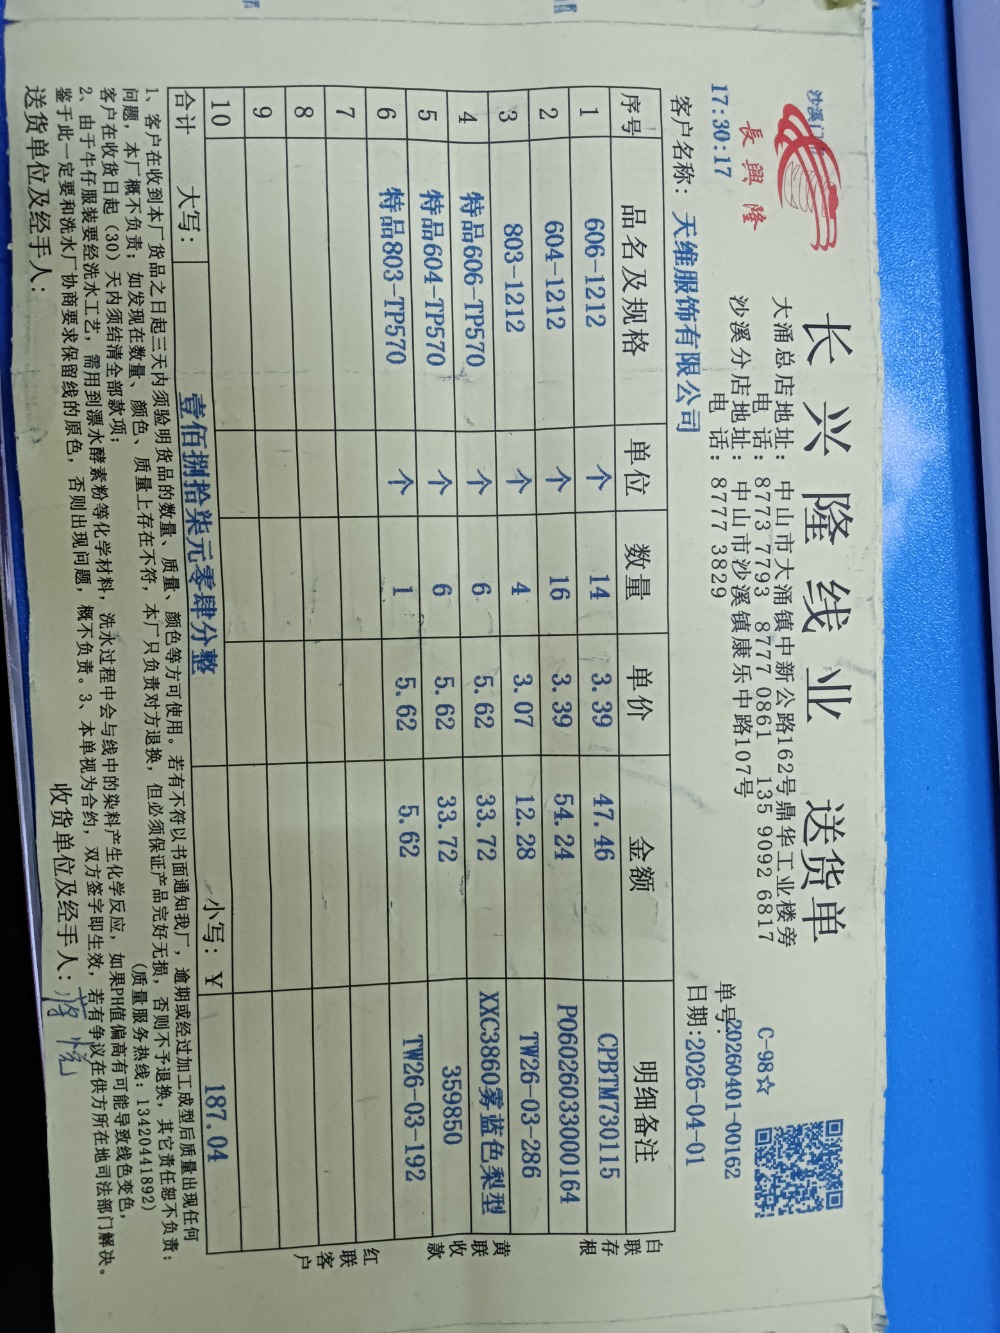 沙溪门
長興隆
长兴隆线业 送货单
大涌总店地址：中山市大涌镇中新公路162号鼎华工业楼旁
电 话：8773 7793 8777 0861 135 9092 6817
沙溪分店地址：中山市沙溪镇康乐中路107号
电 话：8777 3829
C-98☆
单号：20260401-00162
17:30:17
日期:2026-04-01
客户名称：天维服饰有限公司
序号 品名及规格 单位 数量 单价 金额 明细备注
1 606-1212 个 14 3.39 47.46 CPBTM730115
2 604-1212 个 16 3.39 54.24 P0602603300164
3 803-1212 个 4 3.07 12.28 TW26-03-286
4 特品606-TP570 个 6 5.62 33.72 XXC3860雾蓝色梨型
5 特品604-TP570 个 6 5.62 33.72 359850
6 特品803-TP570 个 1 5.62 5.62 TW26-03-192
7
8
9
10
合计 大写： 壹佰捌拾柒元零肆分整 小写：￥ 187.04
白联存根
黄联收款
红联客户
1、客户在收到本厂货品之日起三天内须验明货品的数量、质量、颜色等方可使用。若有不符以书面通知我厂，逾期或经过加工成型后质量出现任何
问题，本厂概不负责；如发现在数量、颜色、质量上存在不符，本厂只负责对方退换，但必须保证产品完好无损，否则不予退换，其它责任恕不负责；
客户在收货日起（30）天内须结清全部款项； (质量服务热线：13420441892)
2、由于牛仔服装要经洗水工艺，需用到漂水酵素粉等化学材料，洗水过程中会与线中的染料产生化学反应，如果PH值偏高有可能导致线色变色，
鉴于此一定要和洗水厂协商要求保留线的原色，否则出现问题，概不负责。3、本单视为合约，双方签字即生效，若有争议在供方所在地司法部门解决。
送货单位及经手人： 收货单位及经手人：